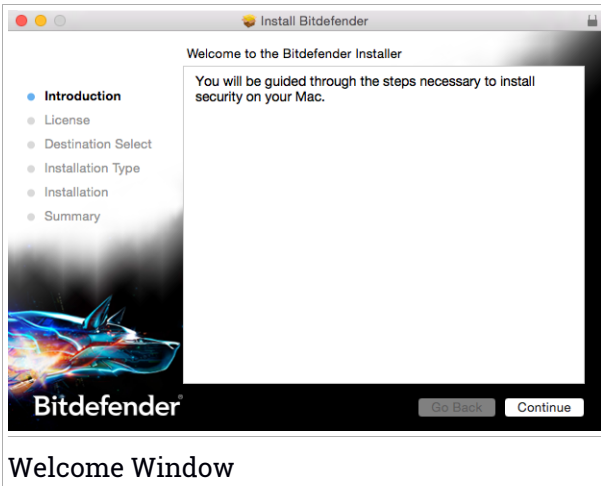 Install Bitdefender
Welcome to the Bitdefender Installer
You will be guided through the steps necessary to install
security on your Mac.
Introduction
License
Destination Select
Installation Type
Installation
Summary
Bitdefender
Go Back
Continue
Welcome Window